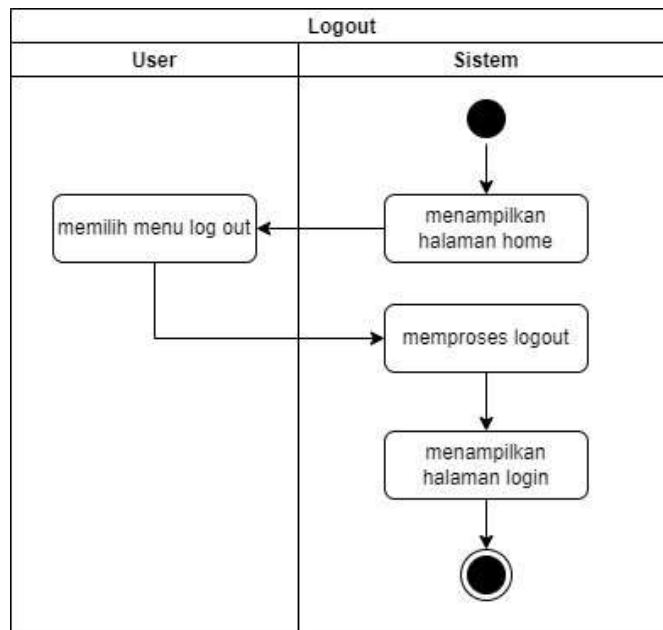 Logout
User
Sistem
menampilkan
halaman home
memilih menu log out
memproses logout
menampilkan
halaman login